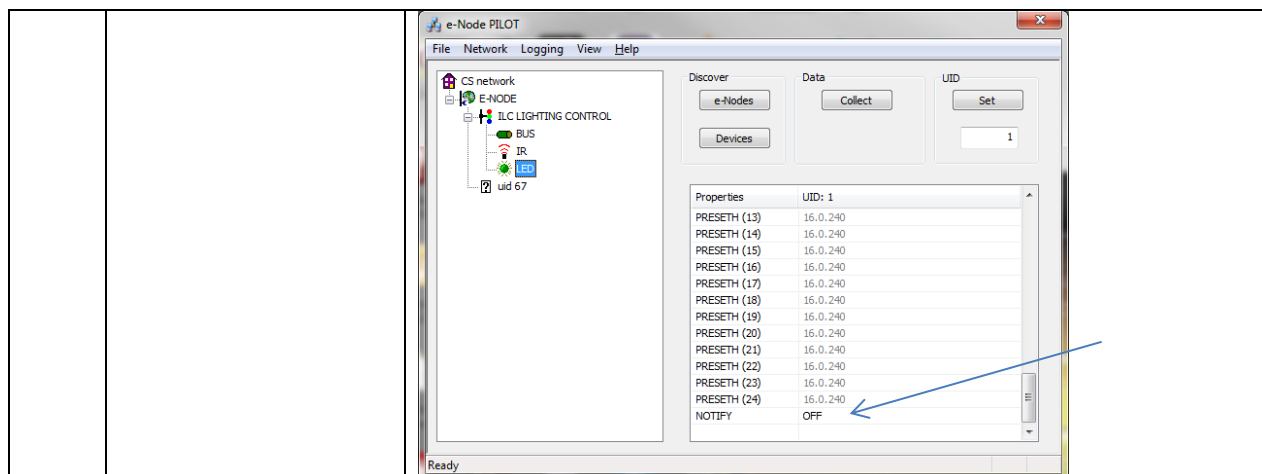 e-Node PILOT
File Network Logging View Help
CS network
E-NODE
ILC LIGHTING CONTROL
BUS
IR
LED
? uid 67
Discover
e-Nodes
Devices
Data
Collect
UID
Set
1
Properties UID: 1
PRESETH (13) 16.0.240
PRESETH (14) 16.0.240
PRESETH (15) 16.0.240
PRESETH (16) 16.0.240
PRESETH (17) 16.0.240
PRESETH (18) 16.0.240
PRESETH (19) 16.0.240
PRESETH (20) 16.0.240
PRESETH (21) 16.0.240
PRESETH (22) 16.0.240
PRESETH (23) 16.0.240
PRESETH (24) 16.0.240
NOTIFY OFF
Ready